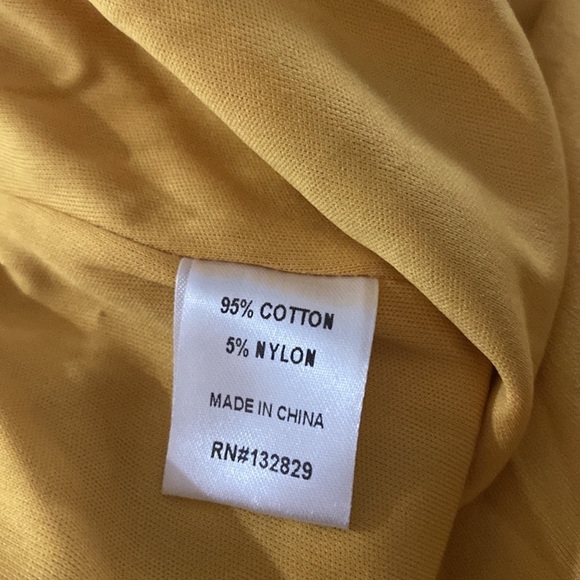 95% COTTON
5% NYLON
MADE IN CHINA
RN#132829